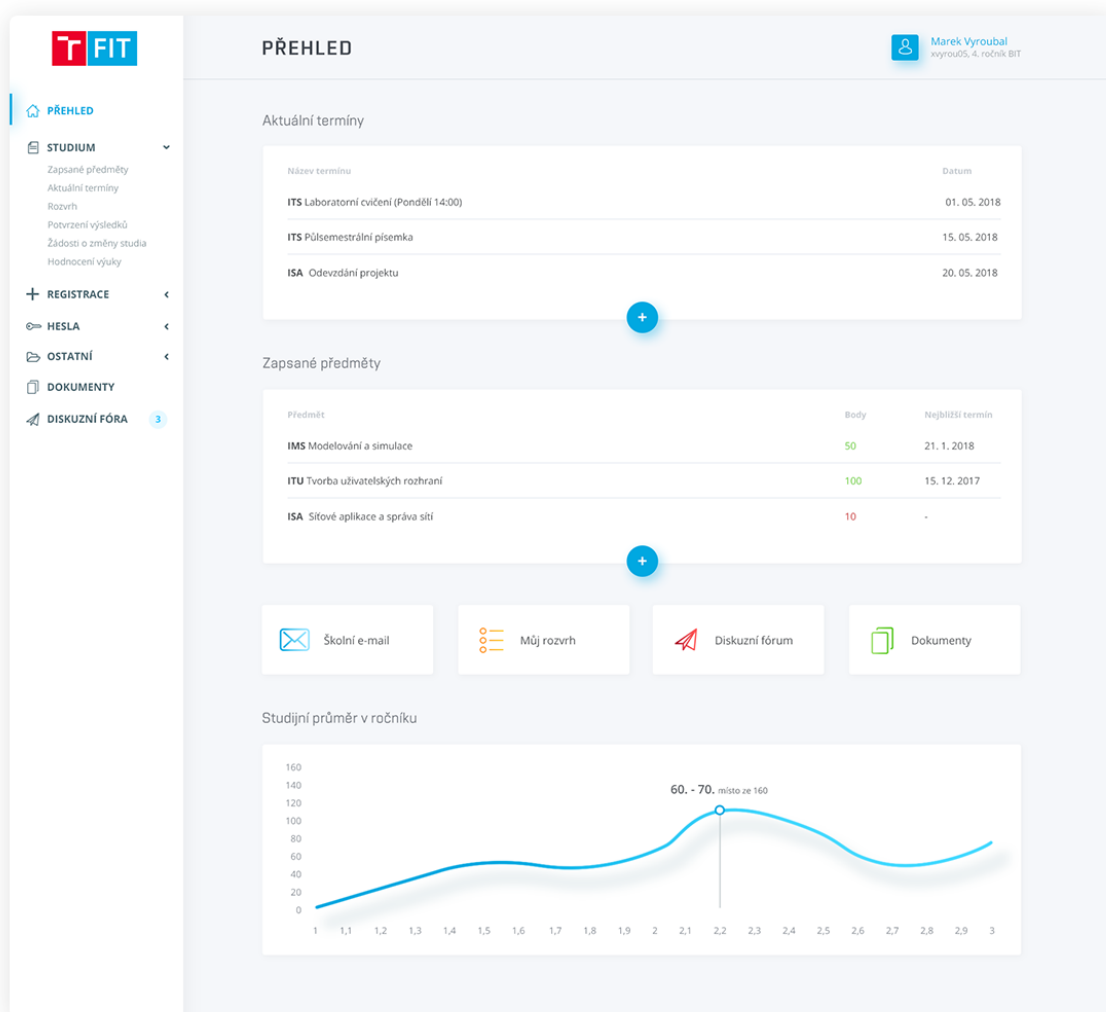 T FIT
PŘEHLED
Marek Vyroubal
xvyrou05, 4. ročník BIT
PŘEHLED
STUDIUM
Zapsané předměty
Aktuální termíny
Rozvrh
Potvrzení výsledků
Žádosti o změny studia
Hodnocení výuky
REGISTRACE
HESLA
OSTATNÍ
DOKUMENTY
DISKUZNÍ FÓRA 3
Aktuální termíny
Název termínu Datum
ITS Laboratorní cvičení (Pondělí 14:00) 01. 05. 2018
ITS Půlsemestrální písemka 15. 05. 2018
ISA Odevzdání projektu 20. 05. 2018
+
Zapsané předměty
Předmět Body Nejbližší termín
IMS Modelování a simulace 50 21. 1. 2018
ITU Tvorba uživatelských rozhraní 100 15. 12. 2017
ISA Síťové aplikace a správa sítí 10 -
+
Školní e-mail Můj rozvrh Diskuzní fórum Dokumenty
Studijní průměr v ročníku
60. - 70. místo ze 160
160
140
120
100
80
60
40
20
0
1 1,1 1,2 1,3 1,4 1,5 1,6 1,7 1,8 1,9 2 2,1 2,2 2,3 2,4 2,5 2,6 2,7 2,8 2,9 3